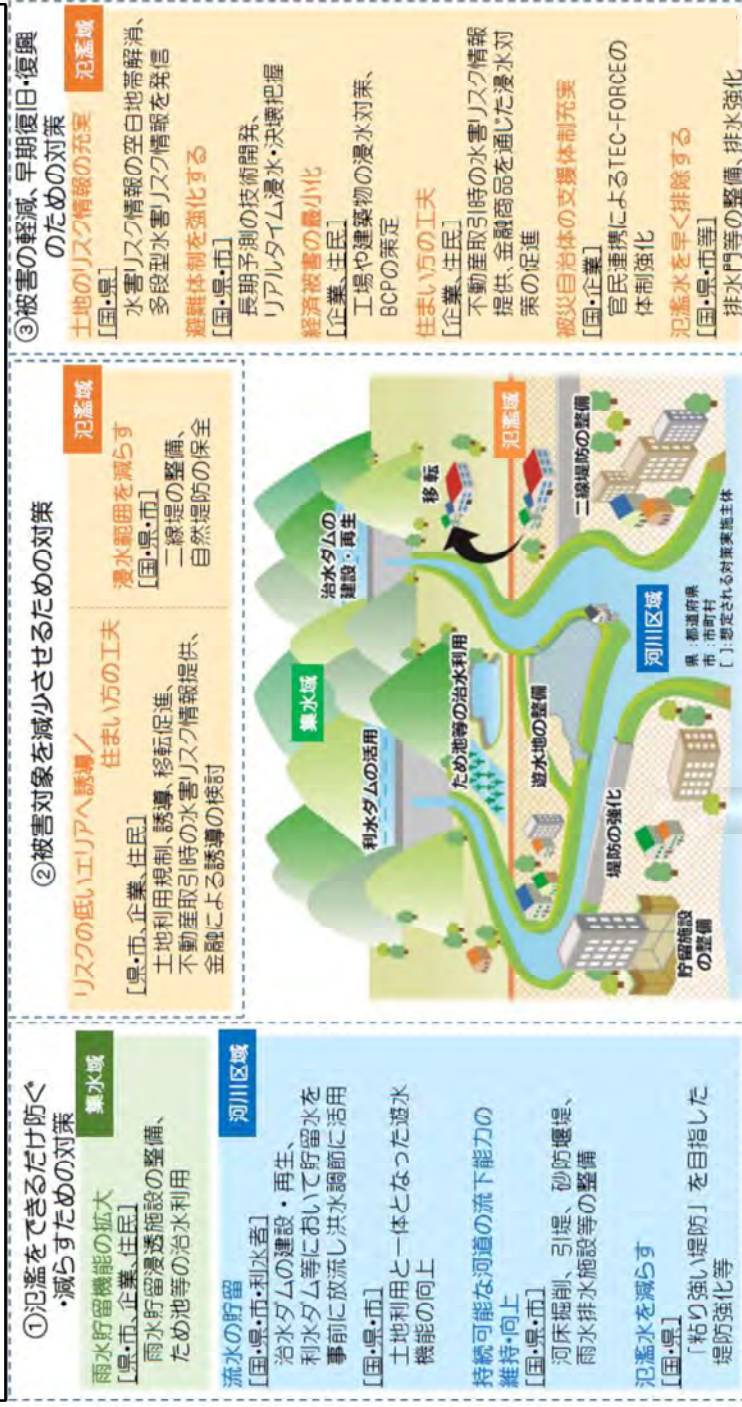 ①氾濫をできるだけ防ぐ
・減らすための対策
集水域
雨水貯留機能の拡大
[県・市、企業、住民]
雨水貯留浸透施設の整備、
ため池等の治水利用
河川区域
流水の貯留
[国・県・市・利水者]
治水ダムの建設・再生、
利水ダム等において貯留水を
事前に放流し洪水調節に活用
[国・県・市]
土地利用と一体となった遊水
機能の向上
持続可能な河道の流下能力の
維持・向上
[国・県・市]
河床掘削、引堤、砂防堰堤、
雨水排水施設等の整備
氾濫水を減らす
[国・県]
「粘り強い堤防」を目指した
堤防強化等
②被害対象を減少させるための対策
リスクの低いエリアへ誘導/
住まい方の工夫
[県・市、企業、住民]
土地利用規制、誘導、移転促進、
不動産取引時の水害リスク情報提供、
金融による誘導の検討
氾濫域
浸水範囲を減らす
[国・県・市]
二線堤の整備、
自然堤防の保全
集水域
治水ダムの
建設・再生
利水ダムの活用
ため池等の治水利用
移転
氾濫域
遊水地の整備
二線堤防の整備
堤防の強化
河川区域
貯留施設
の整備
県:都道府県
市:市町村
[ ]:想定される対策実施主体
③被害の軽減、早期復旧・復興
のための対策
氾濫域
土地のリスク情報の充実
[国・県]
水害リスク情報の空白地帯解消、
多段型水害リスク情報を発信
避難体制を強化する
[国・県・市]
長期予測の技術開発、
リアルタイム浸水・決壊把握
経済被害の最小化
[企業、住民]
工場や建築物の浸水対策、
BCPの策定
住まい方の工夫
[企業、住民]
不動産取引時の水害リスク情報
提供、金融商品を通じた浸水対
策の促進
被災自治体の支援体制充実
[国・企業]
官民連携によるTEC-FORCEの
体制強化
氾濫水を早く排除する
[国・県・市等]
排水門等の整備、排水強化